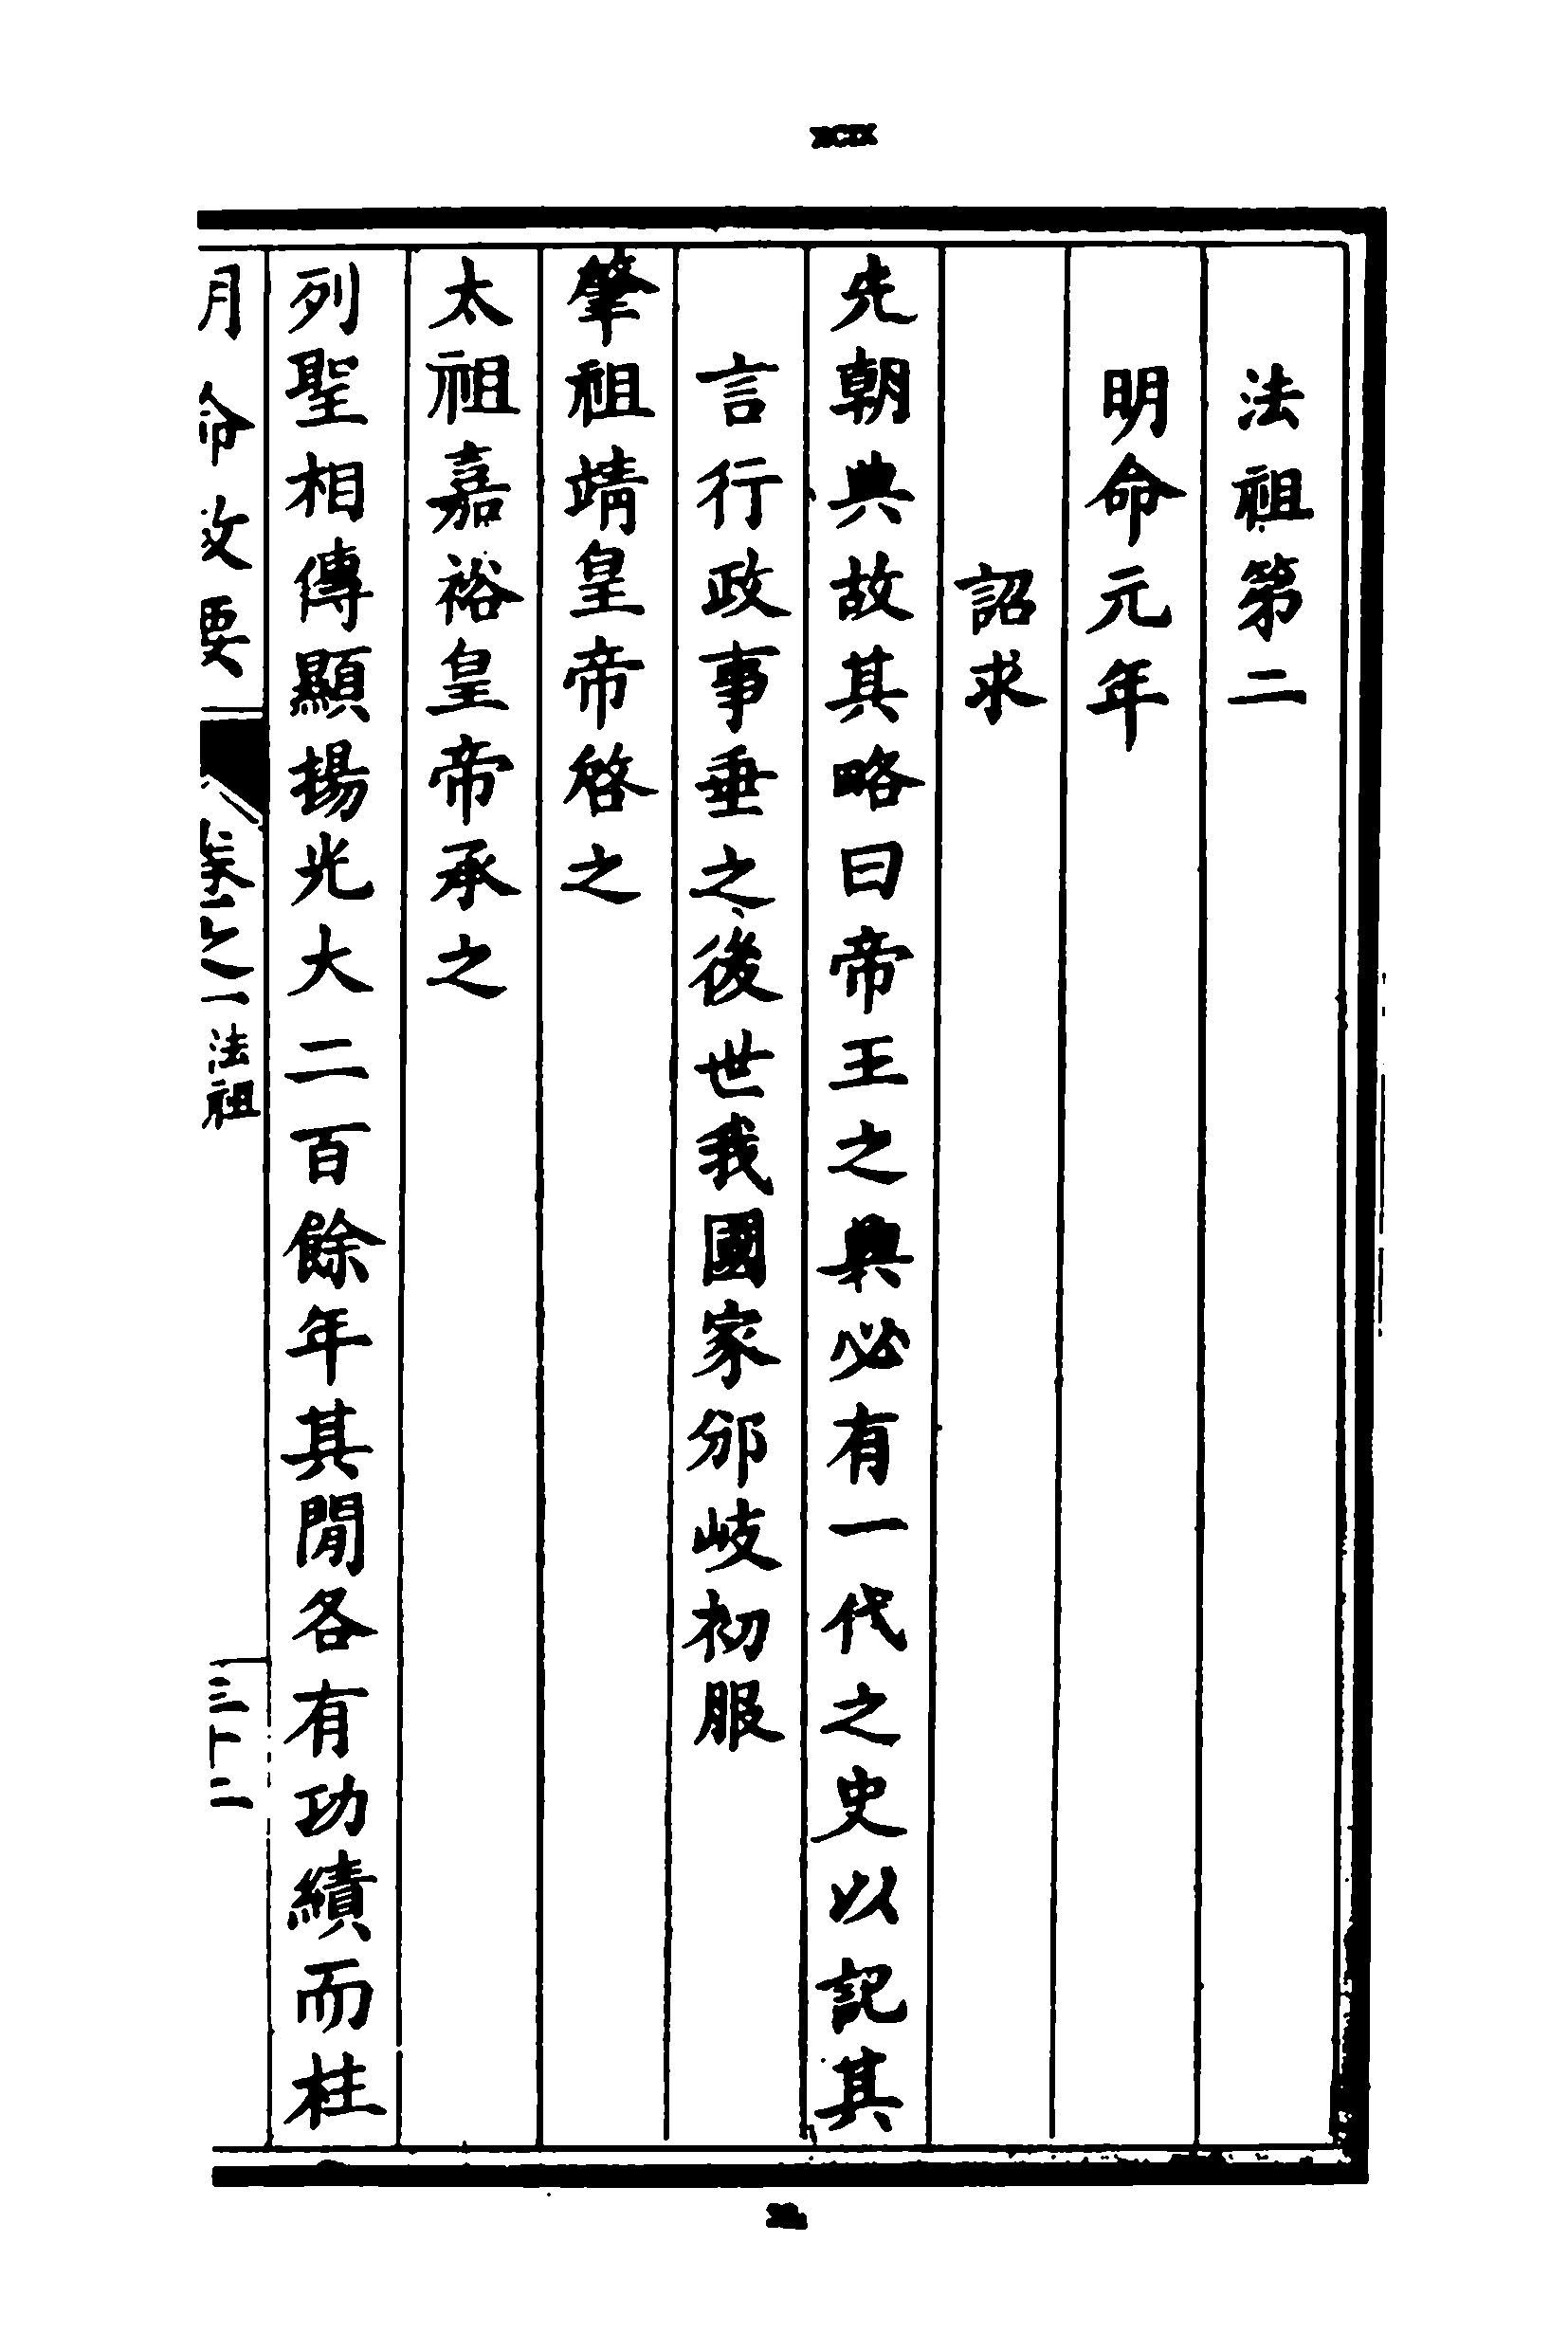 法祖第二
明命元年
詔求
先朝典故其略曰帝王之興必有一代之史以記其
言行政事垂之後世我國家邠岐初服
肇祖靖皇帝啓之
太祖嘉裕皇帝承之
列聖相傳顯揚光大二百餘年其間各有功績而柱
明命政要 卷之一 法祖 三十二